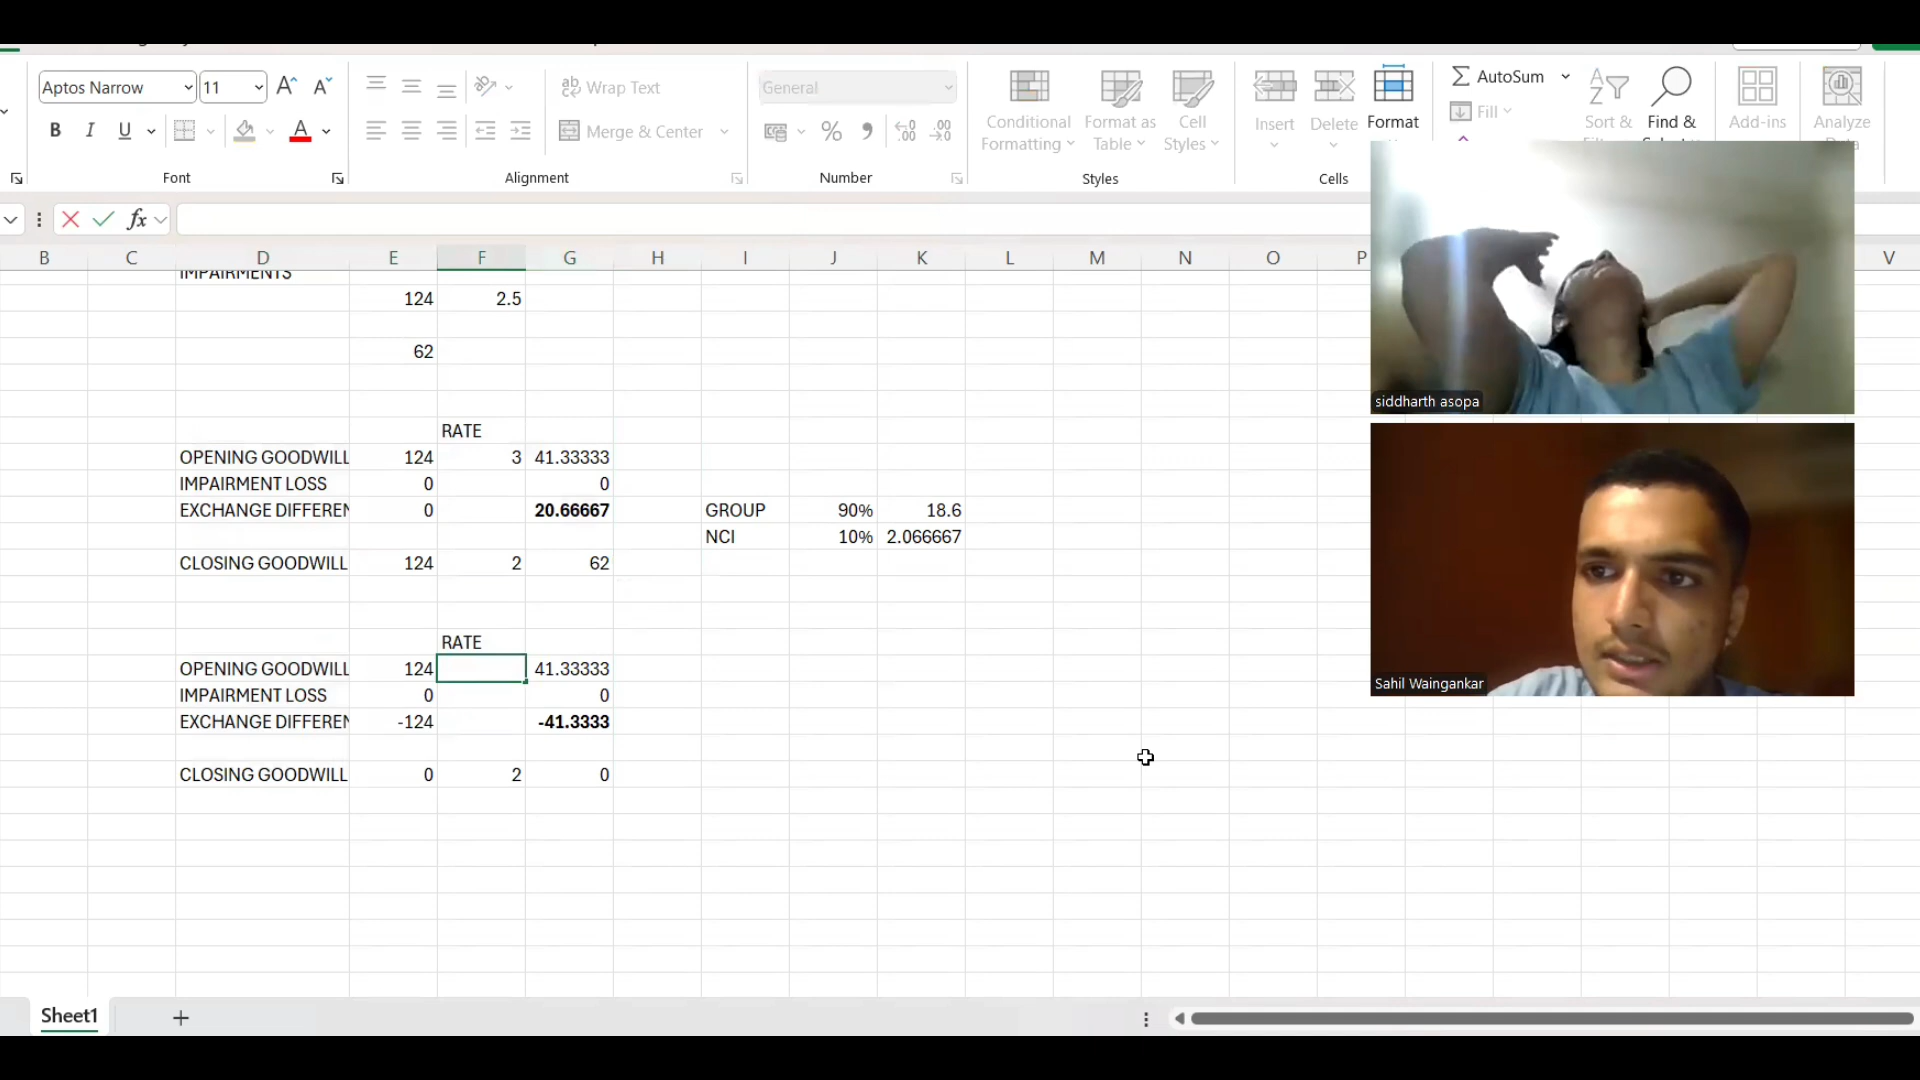 Aptos Narrow 11 Wrap Text General AutoSum
B I U Merge & Center Fill
Conditional Formatting Format as Table Cell Styles Insert Delete Format Sort & Find & Add-ins Analyze
Font Alignment Number Styles Cells
fx
B C D E F G H I J K L M N O P V
IMPAIRMENTS
124 2.5
62
RATE
OPENING GOODWILL 124 3 41.33333
IMPAIRMENT LOSS 0 0
EXCHANGE DIFFEREN 0 20.66667 GROUP 90% 18.6
NCI 10% 2.066667
CLOSING GOODWILL 124 2 62
RATE
OPENING GOODWILL 124 41.33333
IMPAIRMENT LOSS 0 0
EXCHANGE DIFFEREN -124 -41.3333
CLOSING GOODWILL 0 2 0
siddharth asopa
Sahil Waingankar
Sheet1